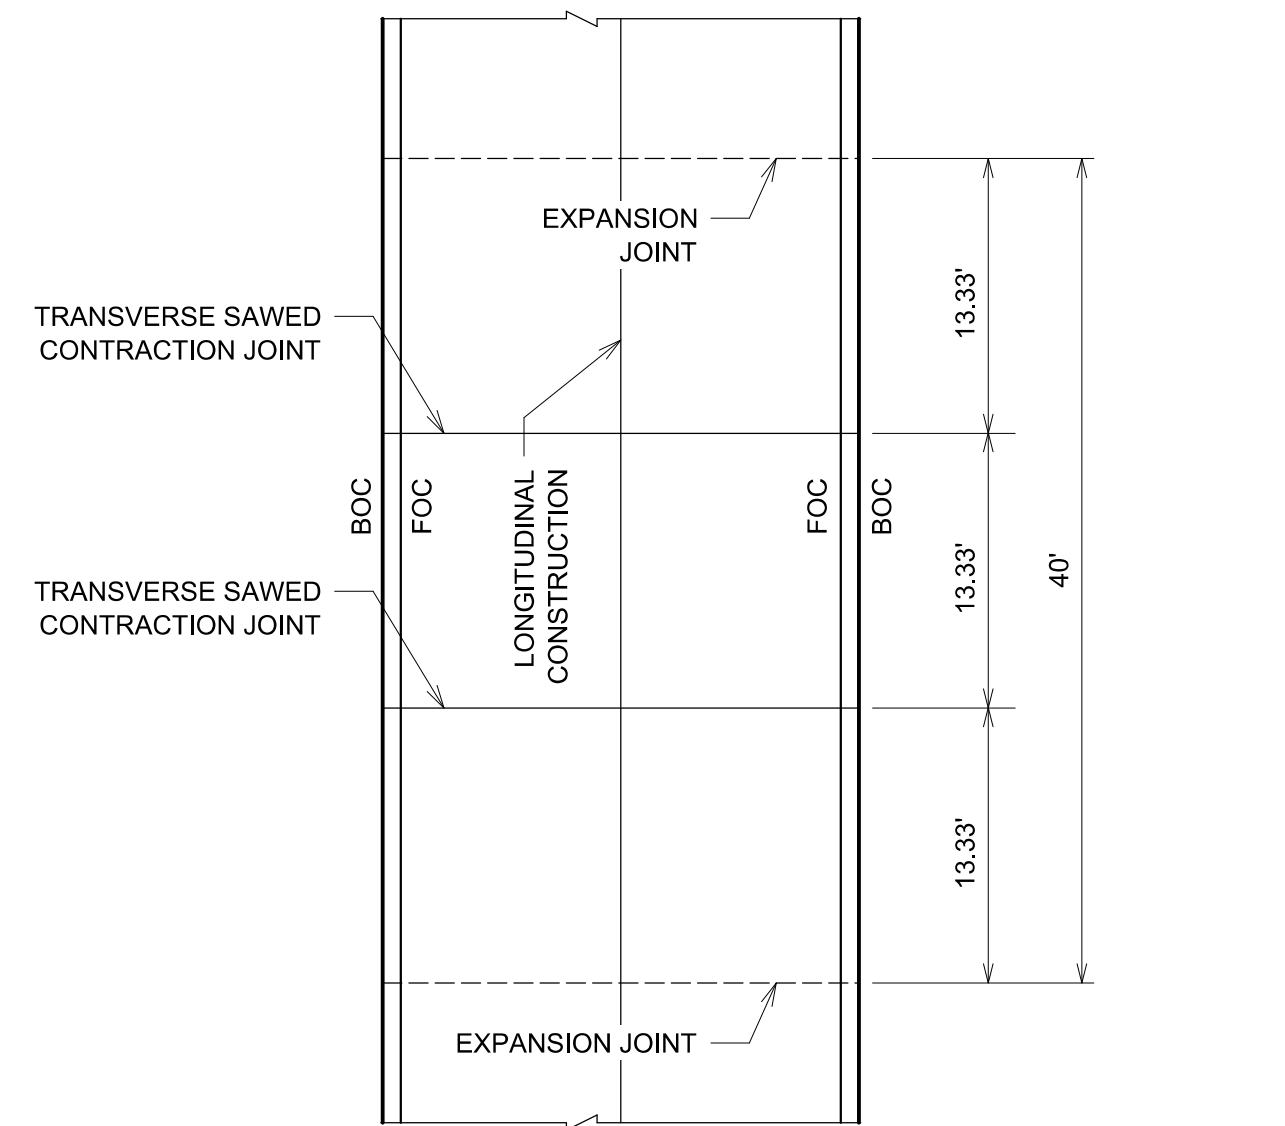 EXPANSION
JOINT
13.33'
TRANSVERSE SAWED
CONTRACTION JOINT
BOC
FOC
LONGITUDINAL
CONSTRUCTION
FOC
BOC
13.33'
40'
TRANSVERSE SAWED
CONTRACTION JOINT
13.33'
EXPANSION JOINT